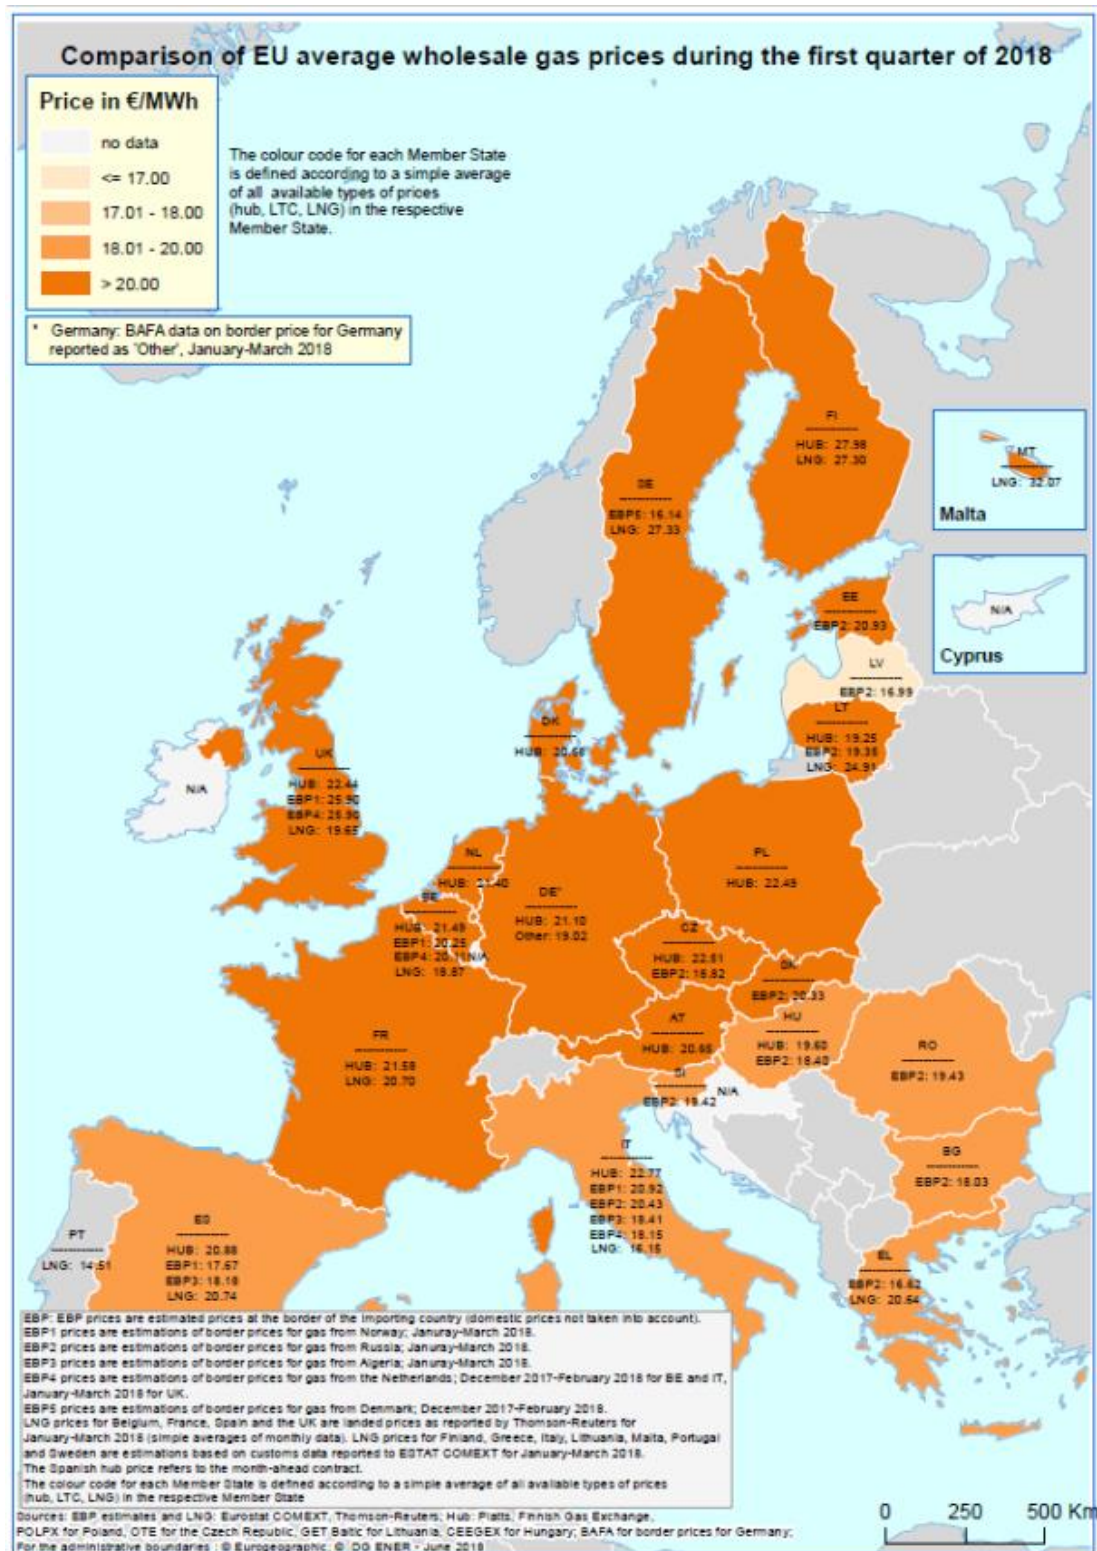 Comparison of EU average wholesale gas prices during the first quarter of 2018
Price in €/MWh
no data
<= 17.00
17.01 - 18.00
18.01 - 20.00
> 20.00
The colour code for each Member State
is defined according to a simple average
of all available types of prices
(hub, LTC, LNG) in the respective
Member State.
* Germany: BAFA data on border price for Germany
reported as 'Other', January-March 2018
FI
HUB: 27.98
LNG: 27.30
MT
LNG: 32.07
Malta
SE
EBP5: 16.14
LNG: 27.33
N/A
Cyprus
EE
EBP2: 20.93
LV
EBP2: 16.99
LT
HUB: 19.25
EBP2: 19.35
LNG: 24.91
DK
HUB: 20.66
UK
HUB: 22.44
EBP1: 25.90
EBP4: 25.90
LNG: 19.65
N/A
NL
HUB: 21.40
BE
HUB: 21.49
EBP1: 20.25
EBP4: 20.11
LNG: 18.87
N/A
DE*
HUB: 21.10
Other: 19.02
PL
HUB: 22.49
CZ
HUB: 22.51
EBP2: 18.82
SK
EBP2: 20.33
AT
HUB: 20.65
HU
HUB: 19.60
EBP2: 18.40
RO
EBP2: 19.43
FR
HUB: 21.58
LNG: 20.70
SI
EBP2: 19.42
N/A
IT
HUB: 22.77
EBP1: 20.92
EBP2: 20.43
EBP3: 18.41
EBP4: 18.15
LNG: 16.15
BG
EBP2: 18.03
PT
LNG: 14.51
ES
HUB: 20.88
EBP1: 17.67
EBP3: 18.18
LNG: 20.74
EL
EBP2: 16.62
LNG: 20.54
EBP: EBP prices are estimated prices at the border of the importing country (domestic prices not taken into account).
EBP1 prices are estimations of border prices for gas from Norway; Januray-March 2018.
EBP2 prices are estimations of border prices for gas from Russia; Januray-March 2018.
EBP3 prices are estimations of border prices for gas from Algeria; Januray-March 2018.
EBP4 prices are estimations of border prices for gas from the Netherlands; December 2017-February 2018 for BE and IT,
January-March 2018 for UK.
EBP5 prices are estimations of border prices for gas from Denmark; December 2017-February 2018.
LNG prices for Belgium, France, Spain and the UK are landed prices as reported by Thomson-Reuters for
January-March 2018 (simple averages of monthly data). LNG prices for Finland, Greece, Italy, Lithuania, Malta, Portugal
and Sweden are estimations based on customs data reported to ESTAT COMEXT for January-March 2018.
The Spanish hub price refers to the month-ahead contract.
The colour code for each Member State is defined according to a simple average of all available types of prices
(hub, LTC, LNG) in the respective Member State
Sources: EBP estimates and LNG: Eurostat COMEXT, Thomson-Reuters; Hub: Platts, Finnish Gas Exchange,
POLPX for Poland, OTE for the Czech Republic, GET Baltic for Lithuania, CEEGEX for Hungary; BAFA for border prices for Germany;
For the administrative boundaries : © Eurogeographic, © DG ENER - June 2018
0 250 500 Km